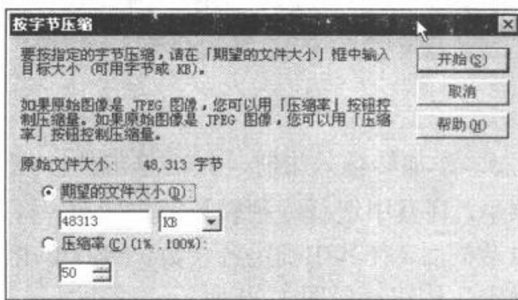 按字节压缩
要按指定的字节压缩，请在「期望的文件大小」框中输入
目标大小 (可用字节或 KB)。
开始(S)
取消
如果原始图像是 JPEG 图像，您可以用「压缩率」按钮控
制压缩量。如果原始图像是 JPEG 图像，您可以用「压缩
率」按钮控制压缩量。
帮助(H)
原始文件大小: 48,313 字节
期望的文件大小(D):
48313 KB
压缩率(C)(1%..100%):
50